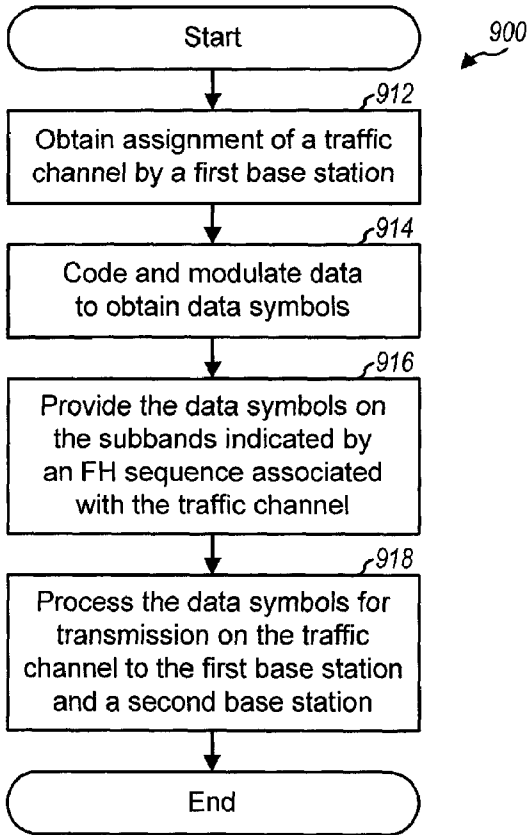 Start
900
912
Obtain assignment of a traffic
channel by a first base station
914
Code and modulate data
to obtain data symbols
916
Provide the data symbols on
the subbands indicated by
an FH sequence associated
with the traffic channel
918
Process the data symbols for
transmission on the traffic
channel to the first base station
and a second base station
End